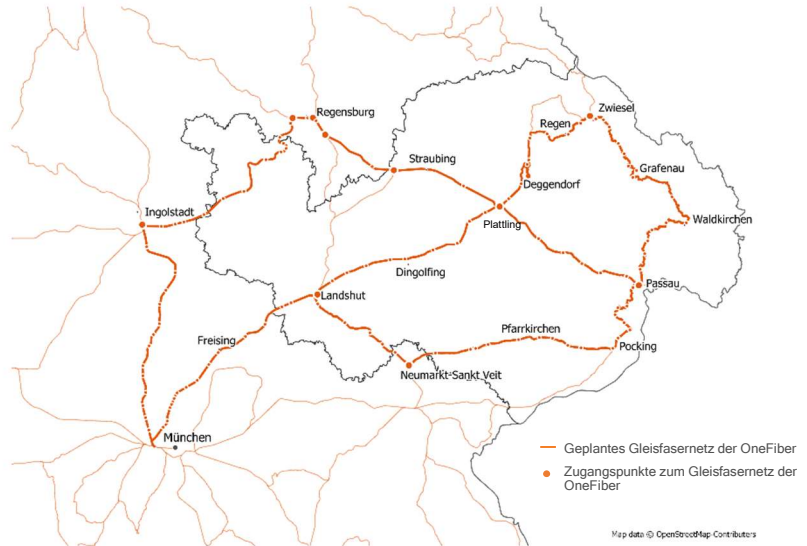 Regensburg
Zwiesel
Regen
Straubing
Grafenau
Deggendorf
Ingolstadt
Waldkirchen
Plattling
Dingolfing
Passau
Landshut
Freising
Pfarrkirchen
Pocking
Neumarkt-Sankt Veit
München
Geplantes Gleisfasernetz der OneFiber
Zugangspunkte zum Gleisfasernetz der
OneFiber
Map data © OpenStreetMap Contributers